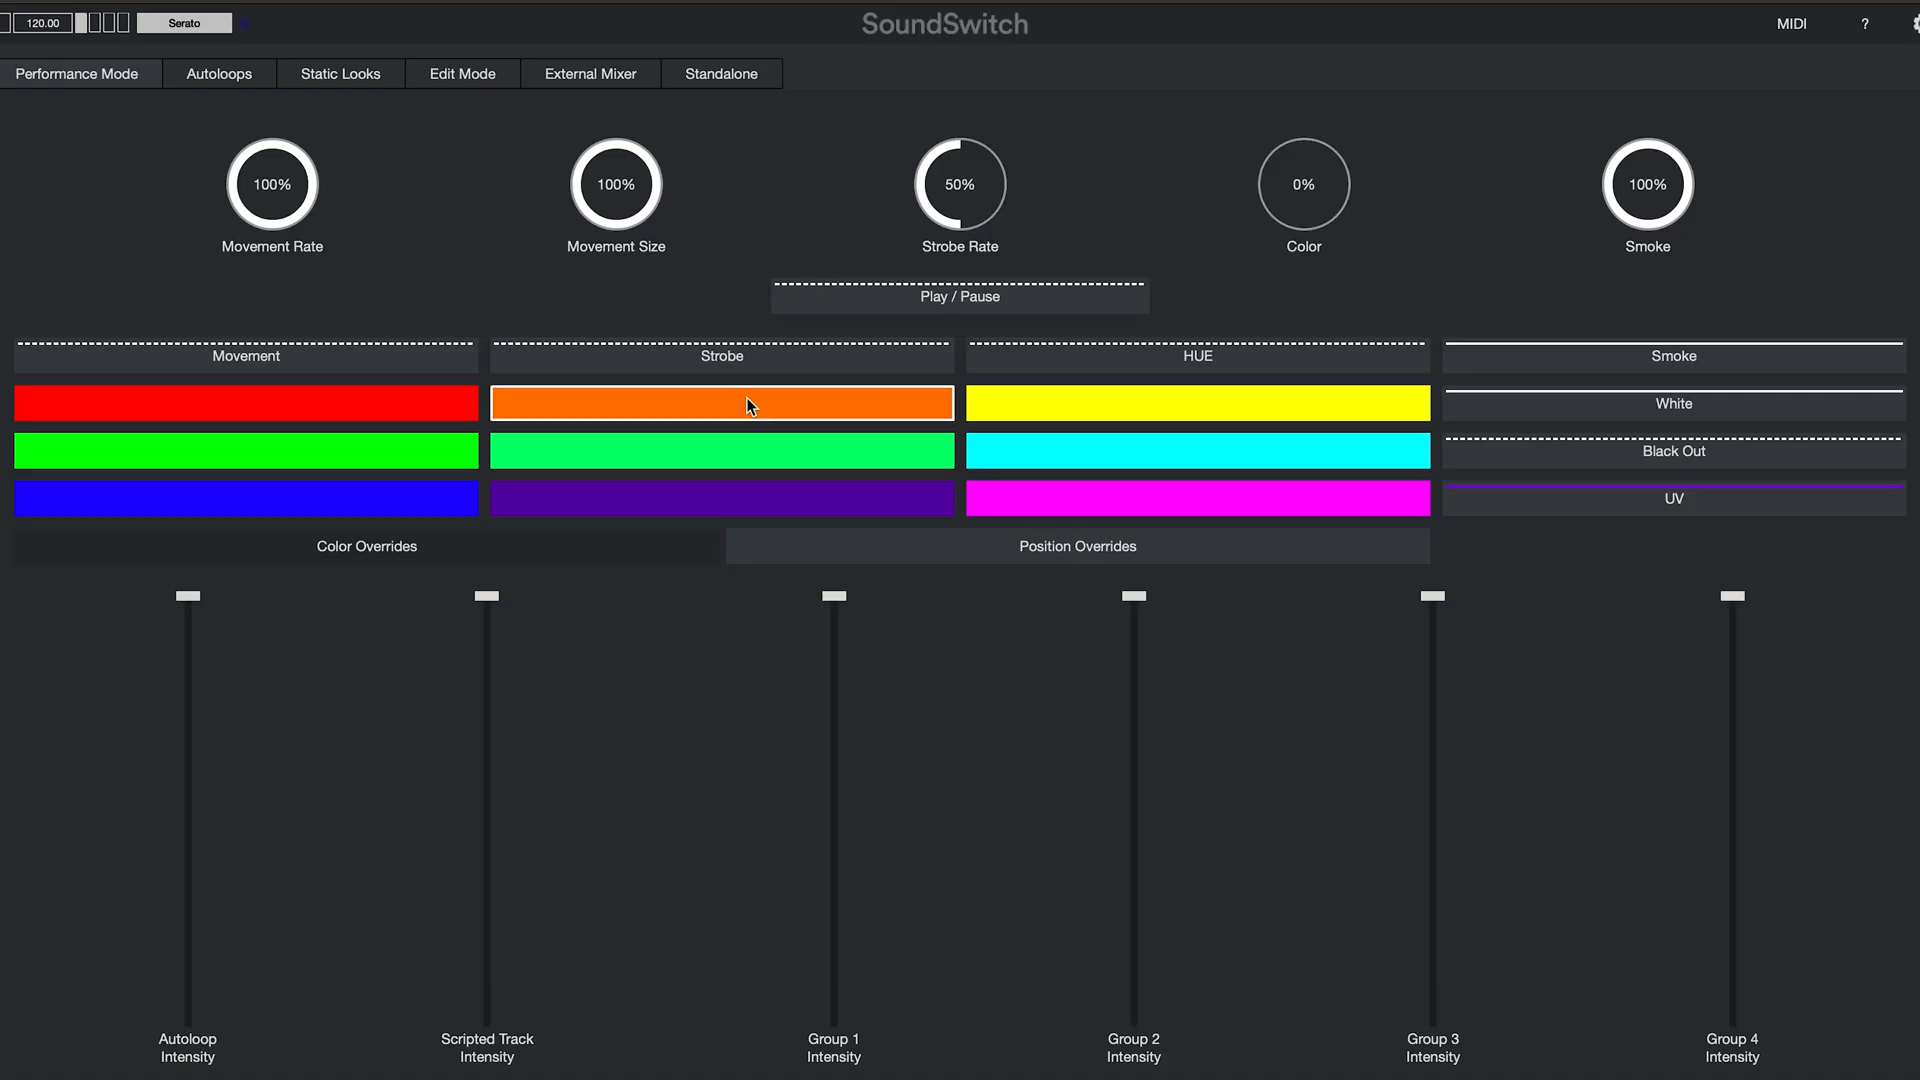 120.00
Serato
SoundSwitch
MIDI
?
Performance Mode
Autoloops
Static Looks
Edit Mode
External Mixer
Standalone
100%
100%
50%
0%
100%
Movement Rate
Movement Size
Strobe Rate
Color
Smoke
Play / Pause
Movement
Strobe
HUE
Smoke
White
Black Out
UV
Color Overrides
Position Overrides
Autoloop
Intensity
Scripted Track
Intensity
Group 1
Intensity
Group 2
Intensity
Group 3
Intensity
Group 4
Intensity